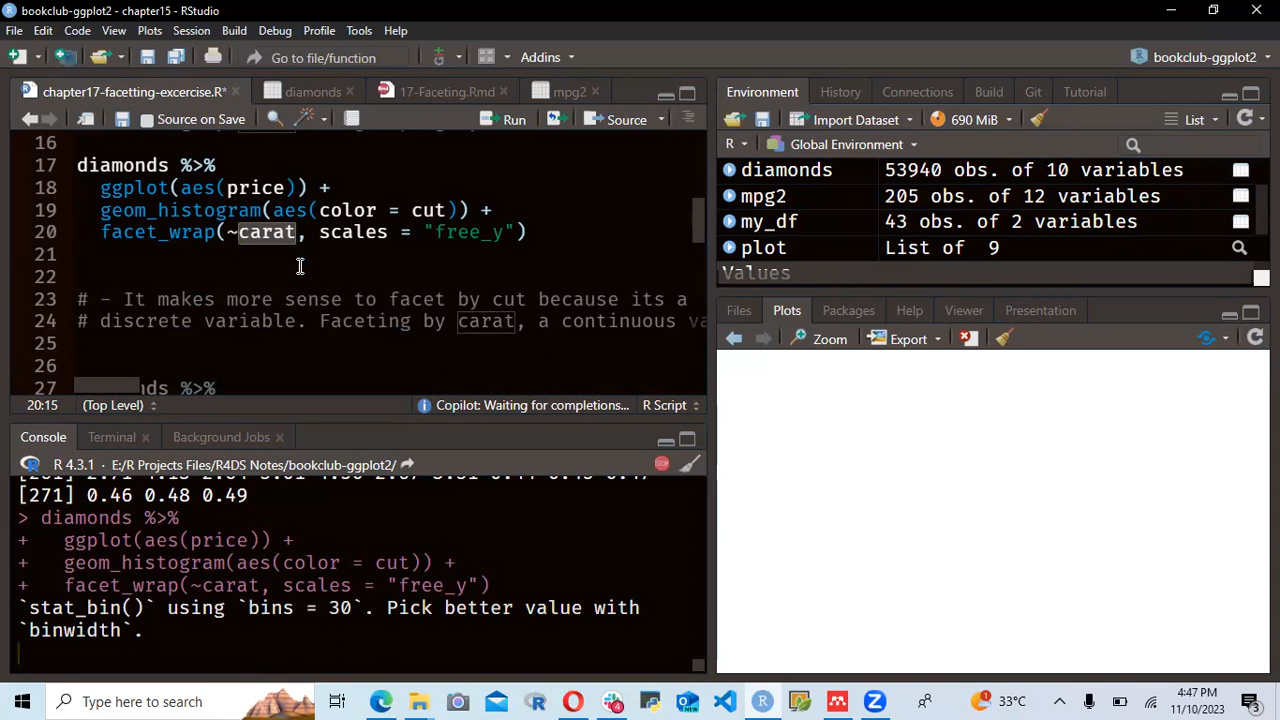 bookclub-ggplot2 - chapter15 - RStudio
File Edit Code View Plots Session Build Debug Profile Tools Help
Go to file/function Addins bookclub-ggplot2
chapter17-facetting-excercise.R* diamonds 17-Faceting.Rmd mpg2
Source on Save Run Source
16
17 diamonds %>%
18 ggplot(aes(price)) +
19 geom_histogram(aes(color = cut)) +
20 facet_wrap(~carat, scales = "free_y")
21
22
23 # - It makes more sense to facet by cut because its a
24 # discrete variable. Faceting by carat, a continuous va
25
26
27 nds %>%
20:15 (Top Level) Copilot: Waiting for completions... R Script
Console Terminal Background Jobs
R 4.3.1 · E:/R Projects Files/R4DS Notes/bookclub-ggplot2/
[271] 0.46 0.48 0.49
> diamonds %>%
+ ggplot(aes(price)) +
+ geom_histogram(aes(color = cut)) +
+ facet_wrap(~carat, scales = "free_y")
`stat_bin()` using `bins = 30`. Pick better value with
`binwidth`.
Environment History Connections Build Git Tutorial
Import Dataset 690 MiB List
R Global Environment
diamonds 53940 obs. of 10 variables
mpg2 205 obs. of 12 variables
my_df 43 obs. of 2 variables
plot List of 9
Values
Files Plots Packages Help Viewer Presentation
Zoom Export
Type here to search
4
1
33°C
4:47 PM
11/10/2023
3